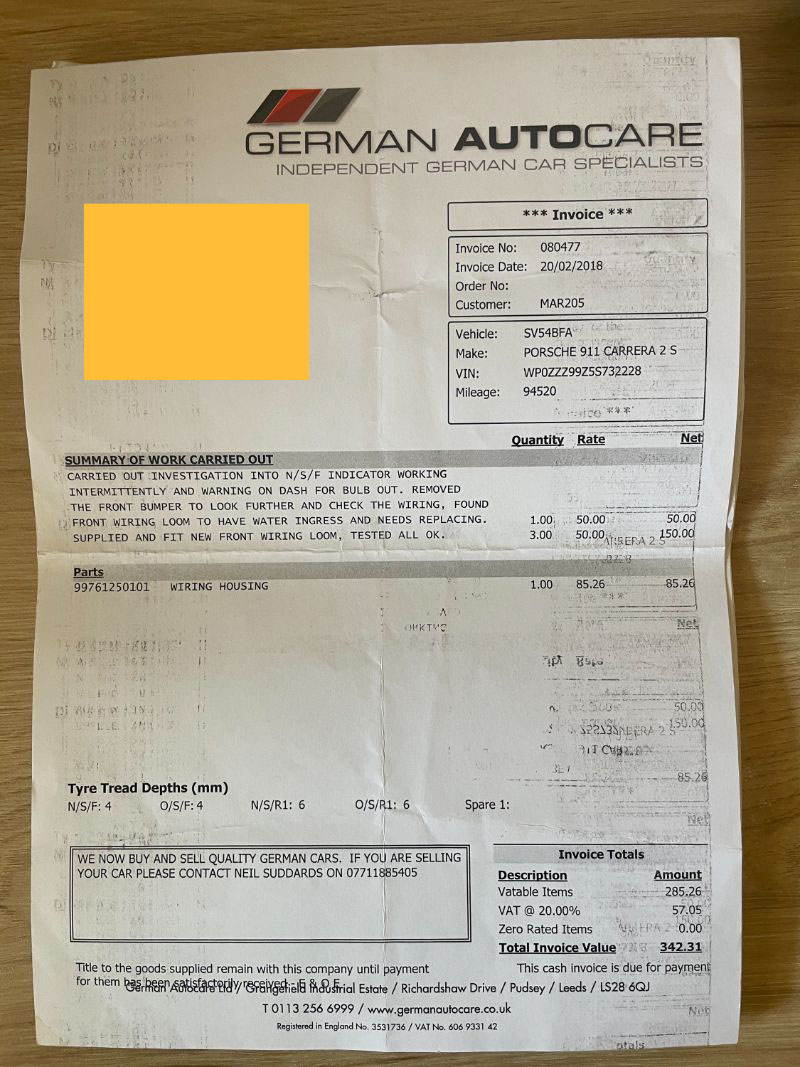 GERMAN AUTOCARE
INDEPENDENT GERMAN CAR SPECIALISTS
*** Invoice ***
Invoice No: 080477
Invoice Date: 20/02/2018
Order No:
Customer: MAR205
Vehicle: SV54BFA
Make: PORSCHE 911 CARRERA 2 S
VIN: WP0ZZZ99Z5S732228
Mileage: 94520
Quantity Rate Net
SUMMARY OF WORK CARRIED OUT
CARRIED OUT INVESTIGATION INTO N/S/F INDICATOR WORKING
INTERMITTENTLY AND WARNING ON DASH FOR BULB OUT. REMOVED
THE FRONT BUMPER TO LOOK FURTHER AND CHECK THE WIRING, FOUND
FRONT WIRING LOOM TO HAVE WATER INGRESS AND NEEDS REPLACING. 1.00 50.00 50.00
SUPPLIED AND FIT NEW FRONT WIRING LOOM, TESTED ALL OK. 3.00 50.00 150.00
Parts
99761250101 WIRING HOUSING 1.00 85.26 85.26
Tyre Tread Depths (mm)
N/S/F: 4 O/S/F: 4 N/S/R1: 6 O/S/R1: 6 Spare 1:
WE NOW BUY AND SELL QUALITY GERMAN CARS. IF YOU ARE SELLING
YOUR CAR PLEASE CONTACT NEIL SUDDARDS ON 07711885405
Invoice Totals
Description Amount
Vatable Items 285.26
VAT @ 20.00% 57.05
Zero Rated Items 0.00
Total Invoice Value 342.31
Title to the goods supplied remain with this company until payment
for them has been satisfactorily received. E & O E
This cash invoice is due for payment
German Autocare Ltd / Grangefield Industrial Estate / Richardshaw Drive / Pudsey / Leeds / LS28 6QJ
T 0113 256 6999 / www.germanautocare.co.uk
Registered in England No. 3531736 / VAT No. 606 9331 42